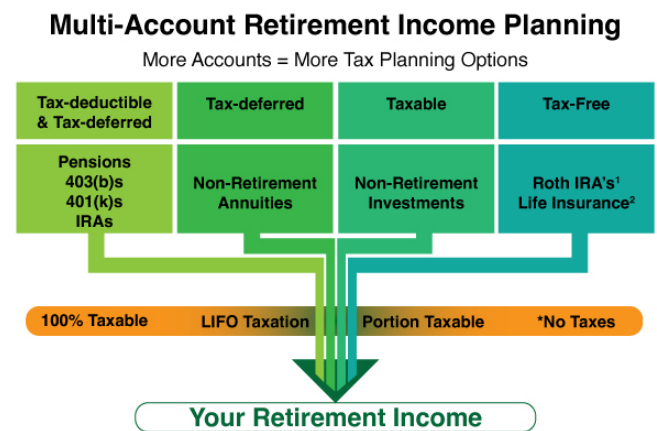 Multi-Account Retirement Income Planning
More Accounts = More Tax Planning Options
Tax-deductible
& Tax-deferred
Tax-deferred
Taxable
Tax-Free
Pensions
403(b)s
401(k)s
IRAs
Non-Retirement
Annuities
Non-Retirement
Investments
Roth IRA's¹
Life Insurance²
100% Taxable
LIFO Taxation
Portion Taxable
*No Taxes
Your Retirement Income